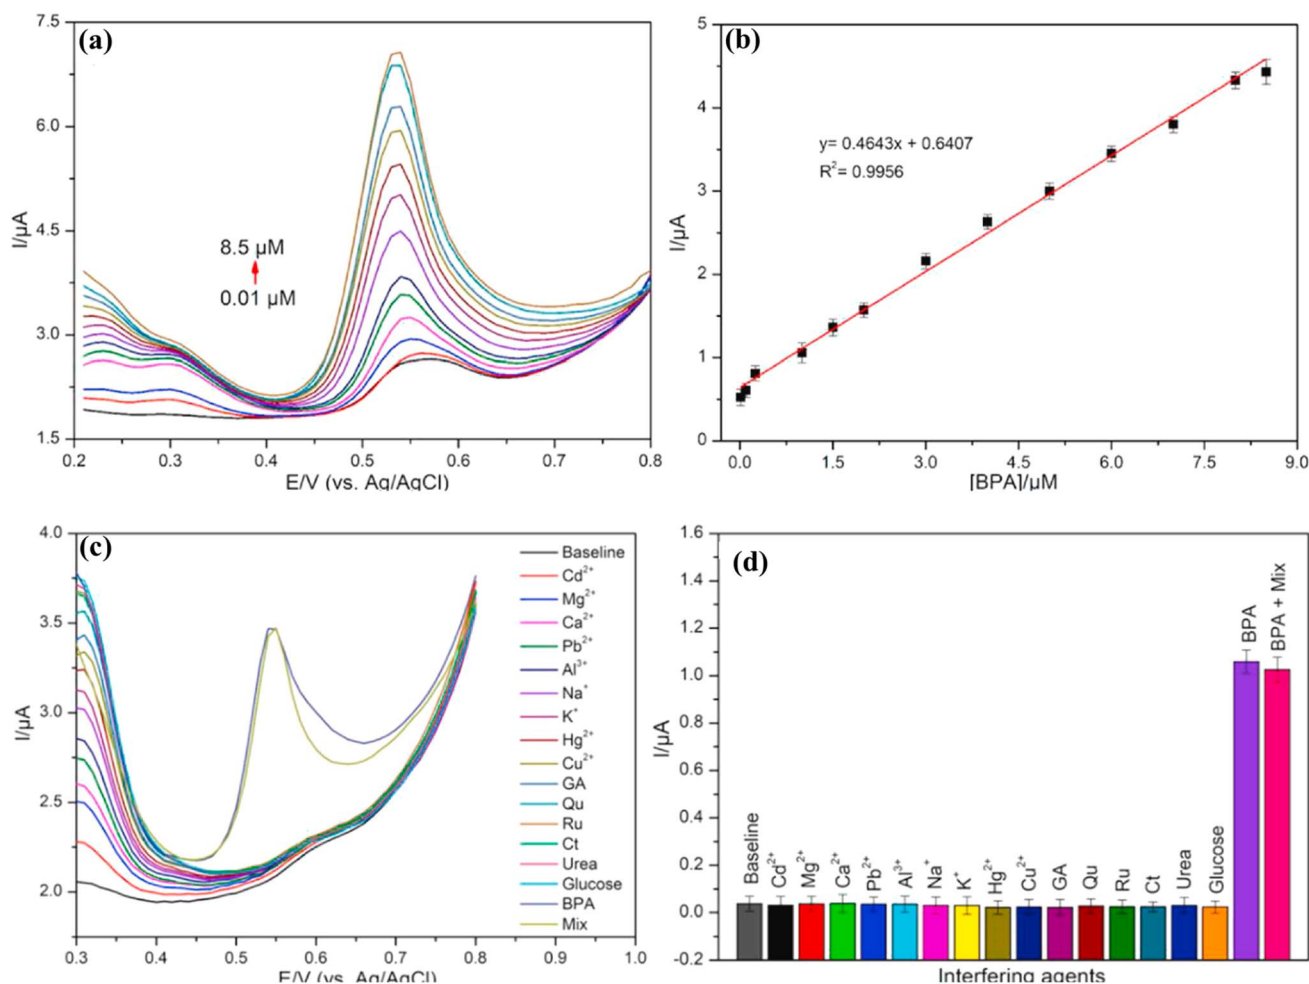 (a)
7.5
6.0
4.5
3.0
1.5
I/µA
8.5 µM
0.01 µM
0.2 0.3 0.4 0.5 0.6 0.7 0.8
E/V (vs. Ag/AgCl)
(b)
5
4
3
2
1
0
I/µA
y= 0.4643x + 0.6407
R²= 0.9956
0.0 1.5 3.0 4.5 6.0 7.5 9.0
[BPA]/µM
(c)
4.0
3.5
3.0
2.5
2.0
I/µA
Baseline
Cd²⁺
Mg²⁺
Ca²⁺
Pb²⁺
Al³⁺
Na⁺
K⁺
Hg²⁺
Cu²⁺
GA
Qu
Ru
Ct
Urea
Glucose
BPA
Mix
0.3 0.4 0.5 0.6 0.7 0.8 0.9 1.0
E/V (vs. Ag/AgCl)
(d)
1.6
1.4
1.2
1.0
0.8
0.6
0.4
0.2
0.0
-0.2
I/µA
Baseline
Cd²⁺
Mg²⁺
Ca²⁺
Pb²⁺
Al³⁺
Na⁺
K⁺
Hg²⁺
Cu²⁺
GA
Qu
Ru
Ct
Urea
Glucose
BPA
BPA + Mix
Interfering agents